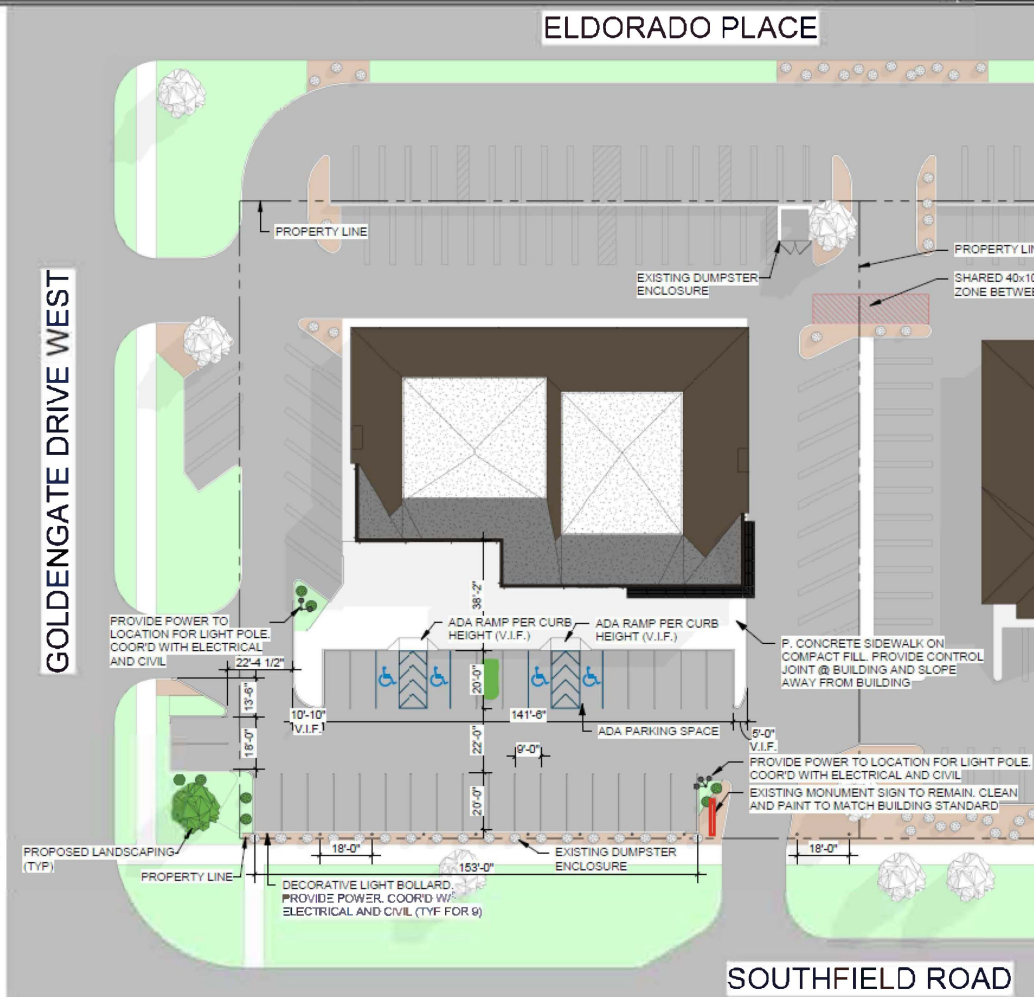 ELDORADO PLACE
PROPERTY LINE
GOLDENGATE DRIVE WEST
EXISTING DUMPSTER
ENCLOSURE
PROPERTY LIN
SHARED 40x10
ZONE BETWEE
PROVIDE POWER TO
LOCATION FOR LIGHT POLE.
COOR'D WITH ELECTRICAL
AND CIVIL
22'-4 1/2"
38'-2"
ADA RAMP PER CURB
HEIGHT (V.I.F.)
ADA RAMP PER CURB
HEIGHT (V.I.F.)
P. CONCRETE SIDEWALK ON
COMPACT FILL. PROVIDE CONTROL
JOINT @ BUILDING AND SLOPE
AWAY FROM BUILDING
13'-6"
20'-0"
10'-10"
V.I.F.
141'-6"
ADA PARKING SPACE
5'-0"
V.I.F.
18'-0"
22'-0"
9'-0"
PROVIDE POWER TO LOCATION FOR LIGHT POLE.
COOR'D WITH ELECTRICAL AND CIVIL
EXISTING MONUMENT SIGN TO REMAIN. CLEAN
AND PAINT TO MATCH BUILDING STANDARD
20'-0"
PROPOSED LANDSCAPING
(TYP)
PROPERTY LINE
18'-0"
EXISTING DUMPSTER
ENCLOSURE
18'-0"
153'-0"
DECORATIVE LIGHT BOLLARD.
PROVIDE POWER. COOR'D W/
ELECTRICAL AND CIVIL (TYF FOR 9)
SOUTHFIELD ROAD